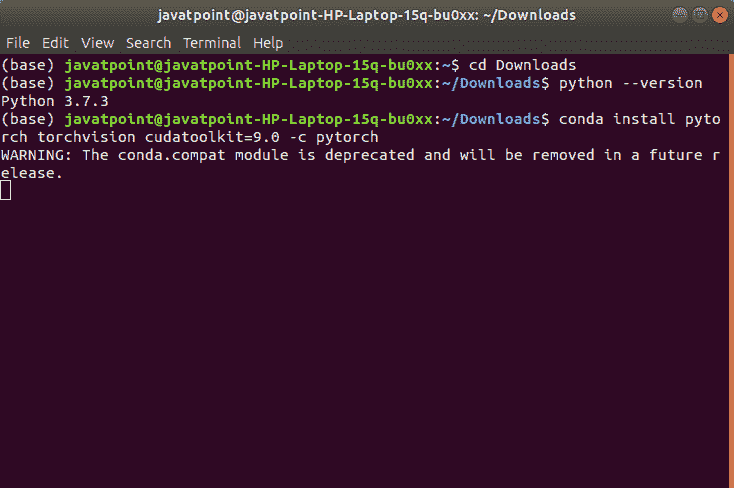 javatpoint@javatpoint-HP-Laptop-15q-bu0xx: ~/Downloads
File Edit View Search Terminal Help
(base) javatpoint@javatpoint-HP-Laptop-15q-bu0xx:~$ cd Downloads
(base) javatpoint@javatpoint-HP-Laptop-15q-bu0xx:~/Downloads$ python --version
Python 3.7.3
(base) javatpoint@javatpoint-HP-Laptop-15q-bu0xx:~/Downloads$ conda install pyto
rch torchvision cudatoolkit=9.0 -c pytorch
WARNING: The conda.compat module is deprecated and will be removed in a future r
elease.